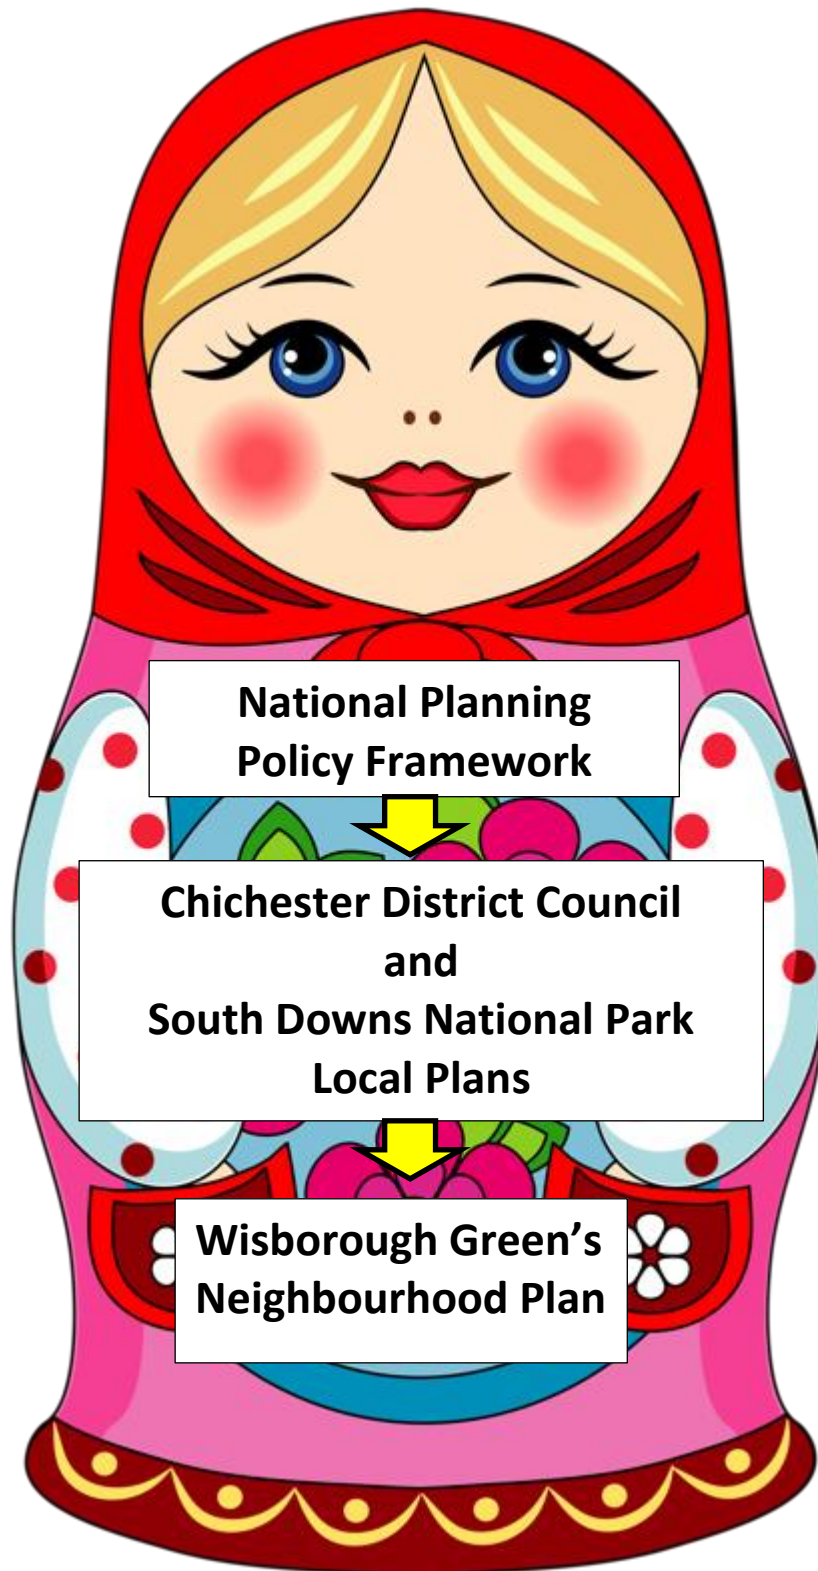 National Planning
Policy Framework
Chichester District Council
and
South Downs National Park
Local Plans
Wisborough Green’s
Neighbourhood Plan